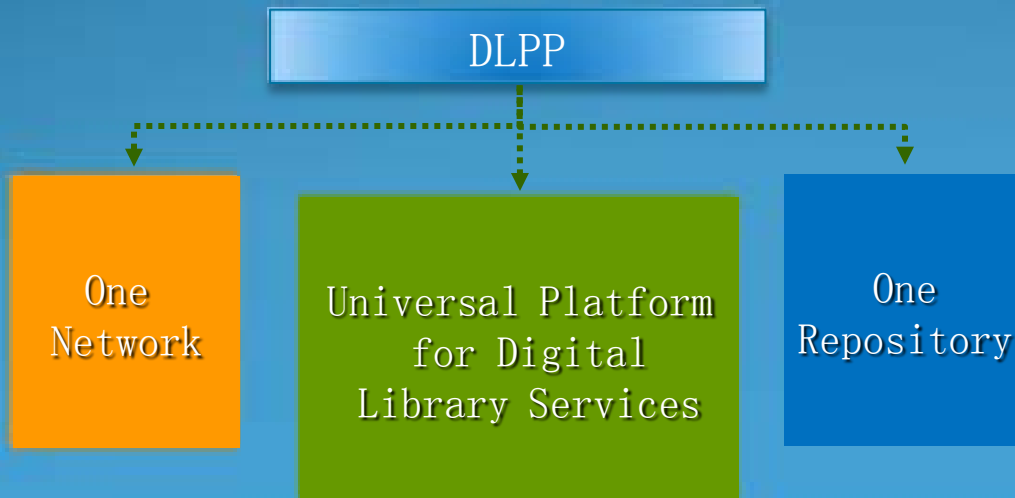 DLPP
One
Network
Universal Platform
for Digital
Library Services
One
Repository